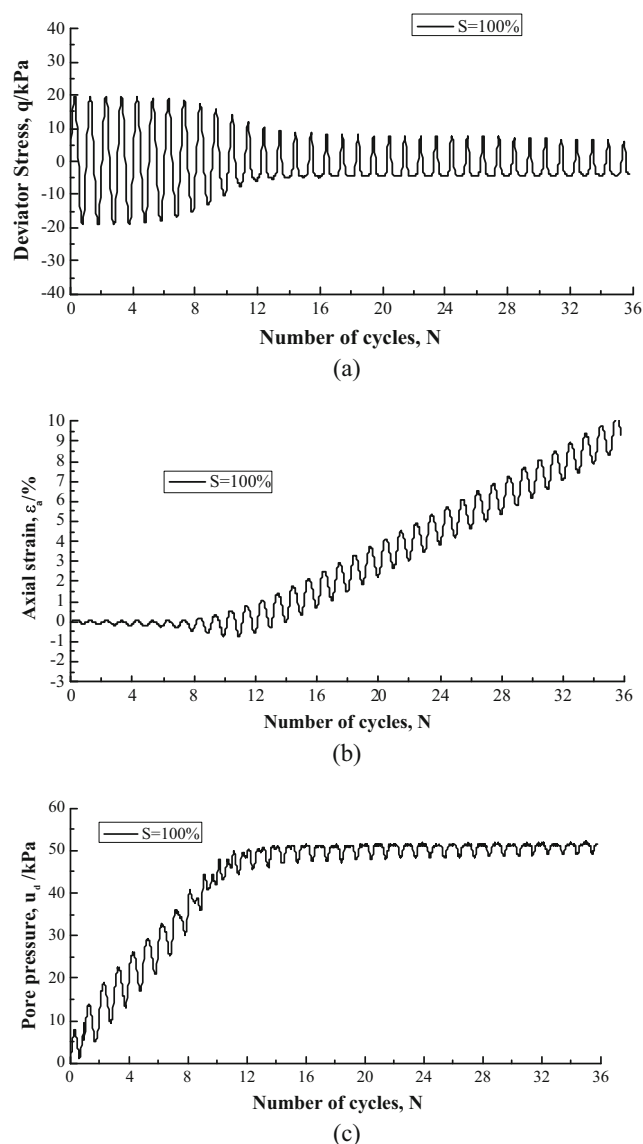 S=100%
Deviator Stress, q/kPa
40
30
20
10
0
-10
-20
-30
-40
0 4 8 12 16 20 24 28 32 36
Number of cycles, N
(a)
S=100%
Axial strain, εa/%
10
9
8
7
6
5
4
3
2
1
0
-1
-2
-3
0 4 8 12 16 20 24 28 32 36
Number of cycles, N
(b)
S=100%
Pore pressure, ud/kPa
60
50
40
30
20
10
0
0 4 8 12 16 20 24 28 32 36
Number of cycles, N
(c)